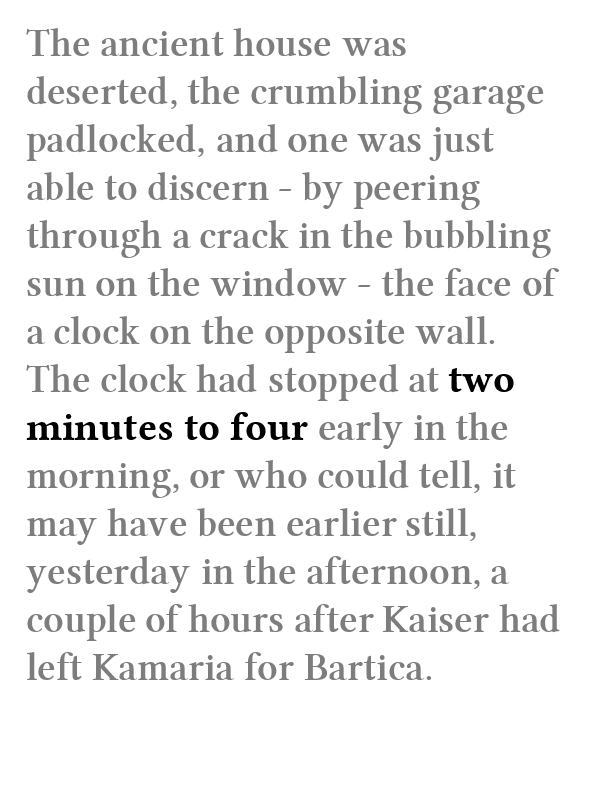 The ancient house was
deserted, the crumbling garage
padlocked, and one was just
able to discern - by peering
through a crack in the bubbling
sun on the window - the face of
a clock on the opposite wall.
The clock had stopped at two
minutes to four early in the
morning, or who could tell, it
may have been earlier still,
yesterday in the afternoon, a
couple of hours after Kaiser had
left Kamaria for Bartica.